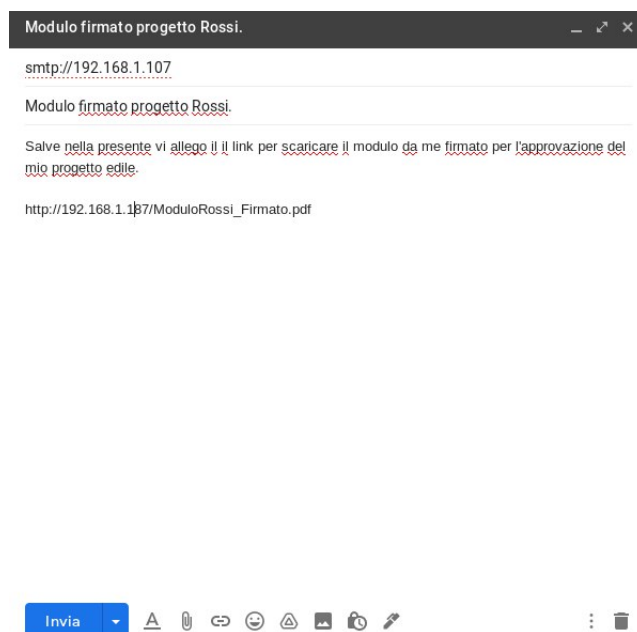 Modulo firmato progetto Rossi.
smtp://192.168.1.107
Modulo firmato progetto Rossi.
Salve nella presente vi allego il il link per scaricare il modulo da me firmato per l'approvazione del
mio progetto edile.
http://192.168.1.187/ModuloRossi_Firmato.pdf
Invia